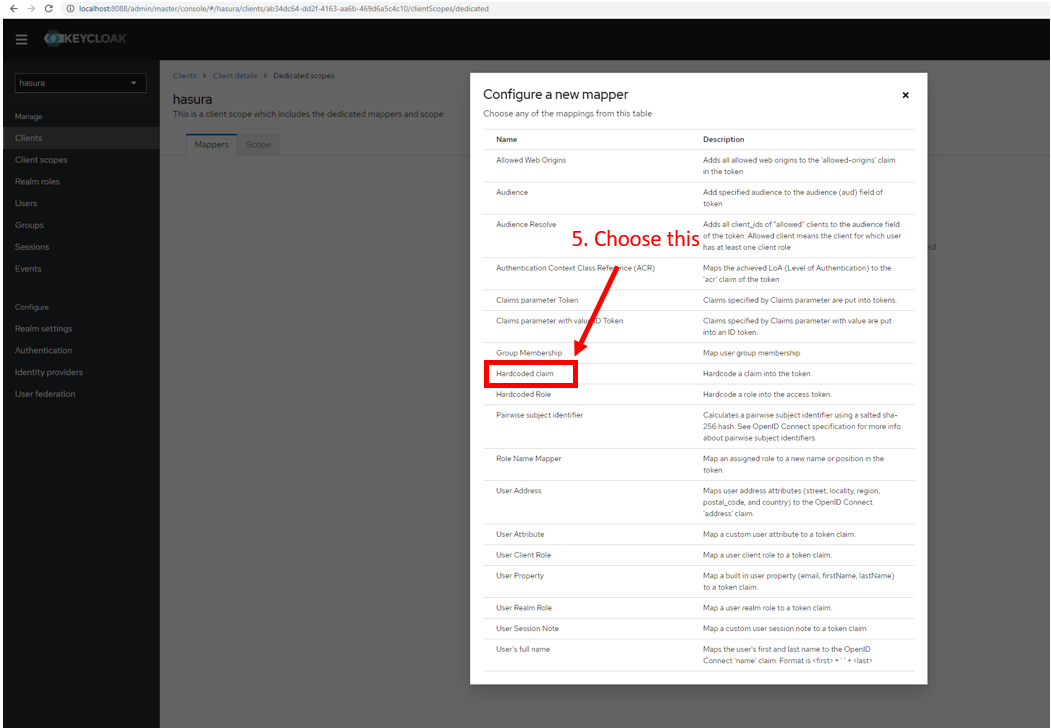 localhost:8088/admin/master/console/#/hasura/clients/ab34dc64-dd2f-4163-aa6b-469d6a5c4c10/clientScopes/dedicated
KEYCLOAK
hasura
Manage
Clients
Client scopes
Realm roles
Users
Groups
Sessions
Events
Configure
Realm settings
Authentication
Identity providers
User federation
Clients > Client details > Dedicated scopes
hasura
This is a client scope which includes the dedicated mappers and scope
Mappers Scope
Configure a new mapper
Choose any of the mappings from this table
Name Description
Allowed Web Origins Adds all allowed web origins to the 'allowed-origins' claim
in the token
Audience Add specified audience to the audience (aud) field of
token
Audience Resolve Adds all client_ids of "allowed" clients to the audience field
of the token. Allowed client means the client for which user
has at least one client role
5. Choose this
Authentication Context Class Reference (ACR) Maps the achieved LoA (Level of Authentication) to the
'acr' claim of the token
Claims parameter Token Claims specified by Claims parameter are put into tokens.
Claims parameter with value ID Token Claims specified by Claims parameter with value are put
into an ID token.
Group Membership Map user group membership
Hardcoded claim Hardcode a claim into the token.
Hardcoded Role Hardcode a role into the access token.
Pairwise subject identifier Calculates a pairwise subject identifier using a salted sha-
256 hash. See OpenID Connect specification for more info
about pairwise subject identifiers.
Role Name Mapper Map an assigned role to a new name or position in the
token.
User Address Maps user address attributes (street, locality, region,
postal_code, and country) to the OpenID Connect
'address' claim.
User Attribute Map a custom user attribute to a token claim.
User Client Role Map a user client role to a token claim.
User Property Map a built in user property (email, firstName, lastName)
to a token claim.
User Realm Role Map a user realm role to a token claim.
User Session Note Map a custom user session note to a token claim.
User's full name Maps the user's first and last name to the OpenID
Connect 'name' claim. Format is <first> + ' ' + <last>